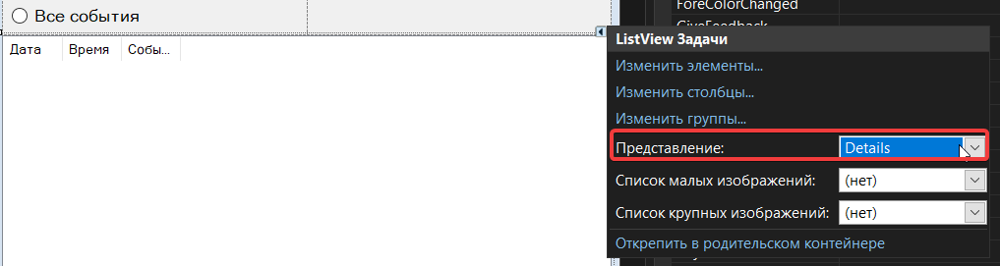 ForeColorChanged
Все события
GiveFeedback
ListView Задачи
Дата Время Собы...
Изменить элементы...
Изменить столбцы...
Изменить группы...
Представление: Details
Список малых изображений: (нет)
Список крупных изображений: (нет)
Открепить в родительском контейнере